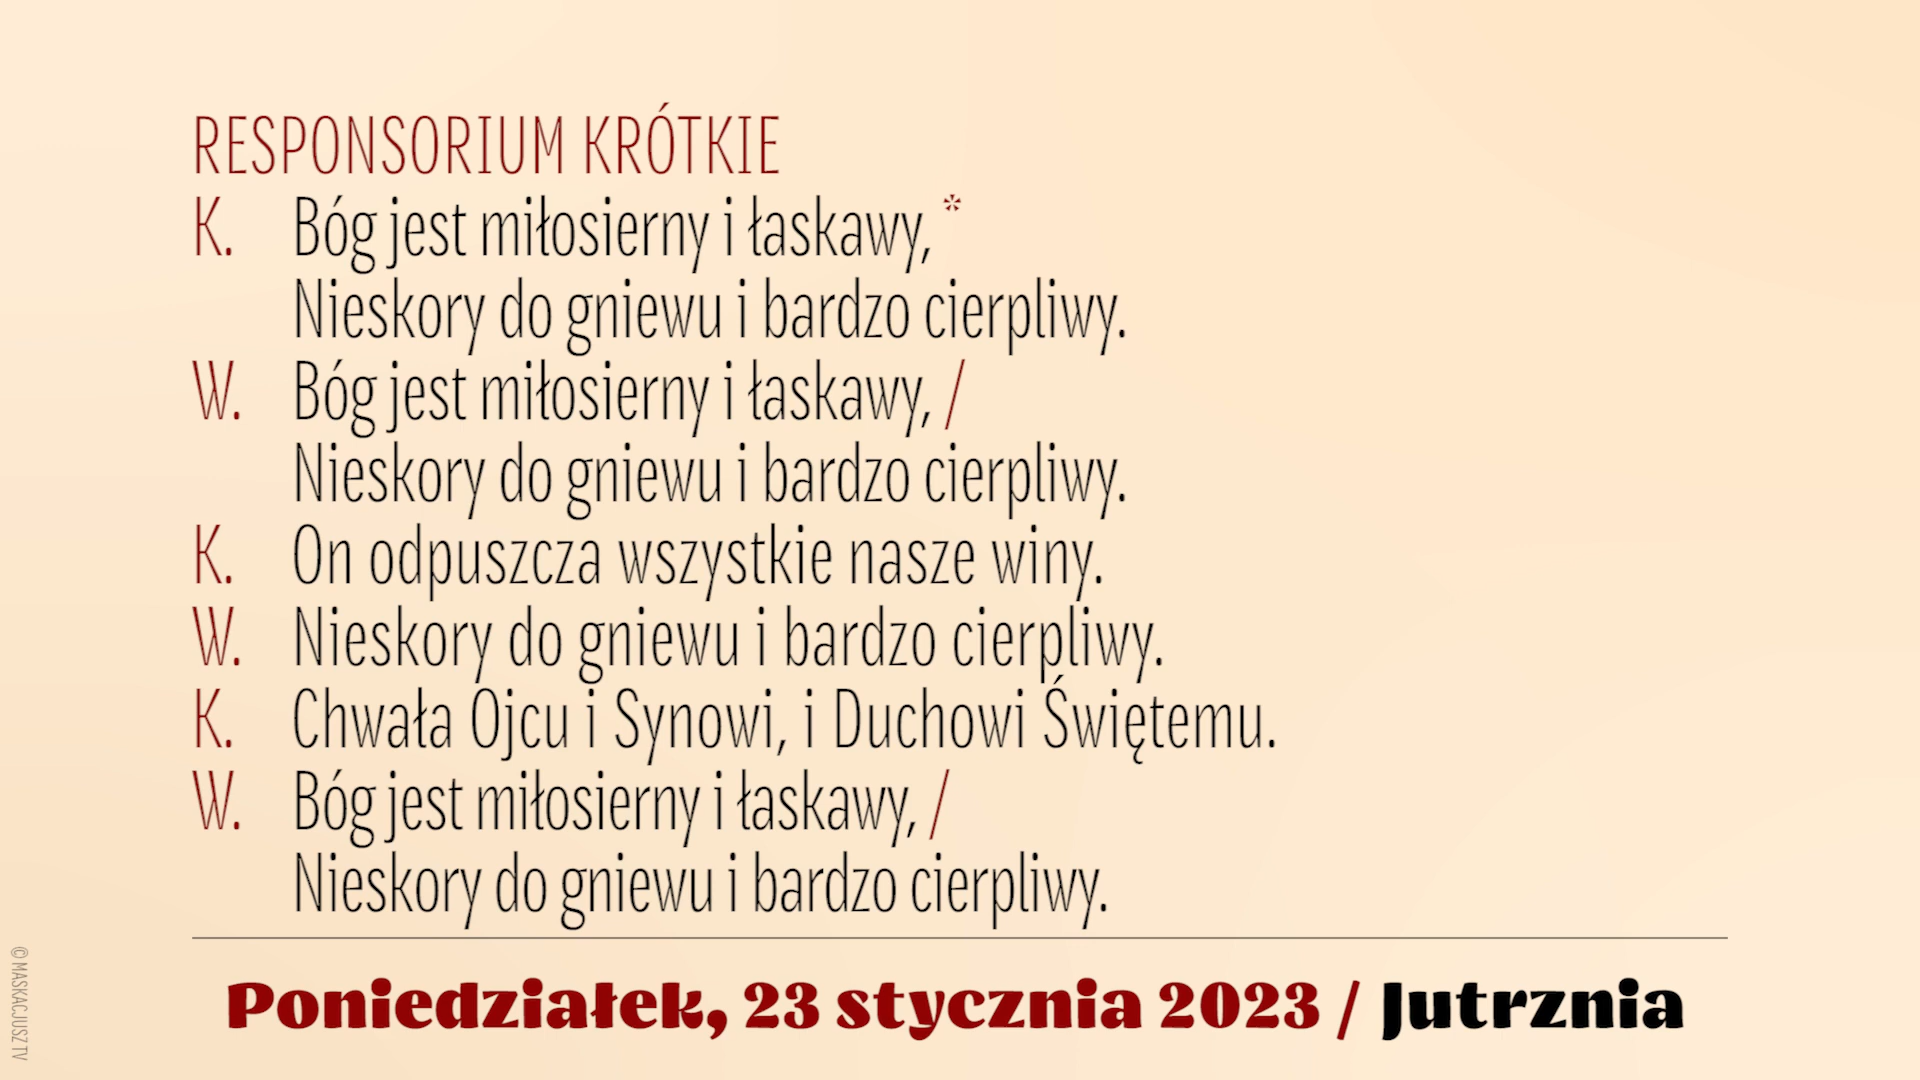 RESPONSORIUM KRÓTKIE
K. Bóg jest miłosierny i łaskawy, *
Nieskory do gniewu i bardzo cierpliwy.
W. Bóg jest miłosierny i łaskawy, /
Nieskory do gniewu i bardzo cierpliwy.
K. On odpuszcza wszystkie nasze winy.
W. Nieskory do gniewu i bardzo cierpliwy.
K. Chwała Ojcu i Synowi, i Duchowi Świętemu.
W. Bóg jest miłosierny i łaskawy, /
Nieskory do gniewu i bardzo cierpliwy.
Poniedziałek, 23 stycznia 2023 / Jutrznia
© MASKACJUSZ TV